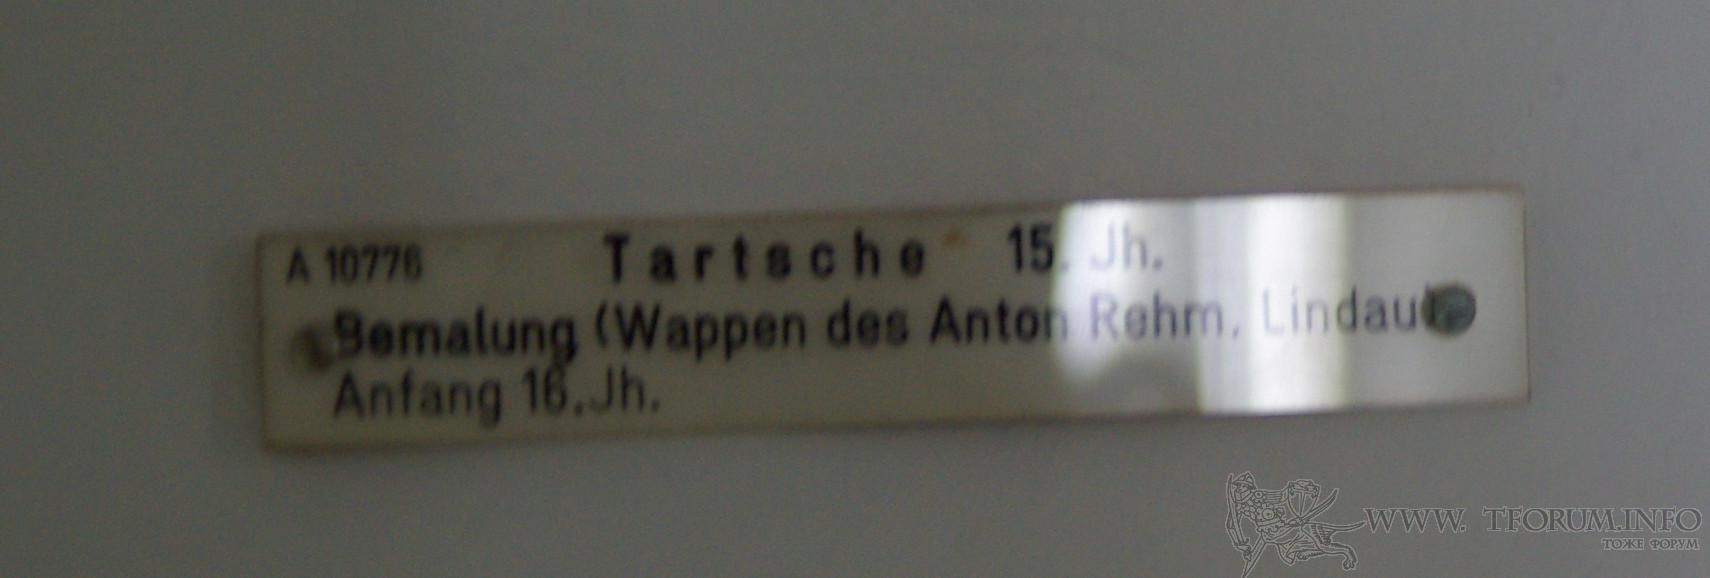 A 10776 Tartsche 15. Jh.
Bemalung (Wappen des Anton Rehm, Lindau)
Anfang 16.Jh.
WWW. TFORUM.INFO
ТОЖЕ ФОРУМ